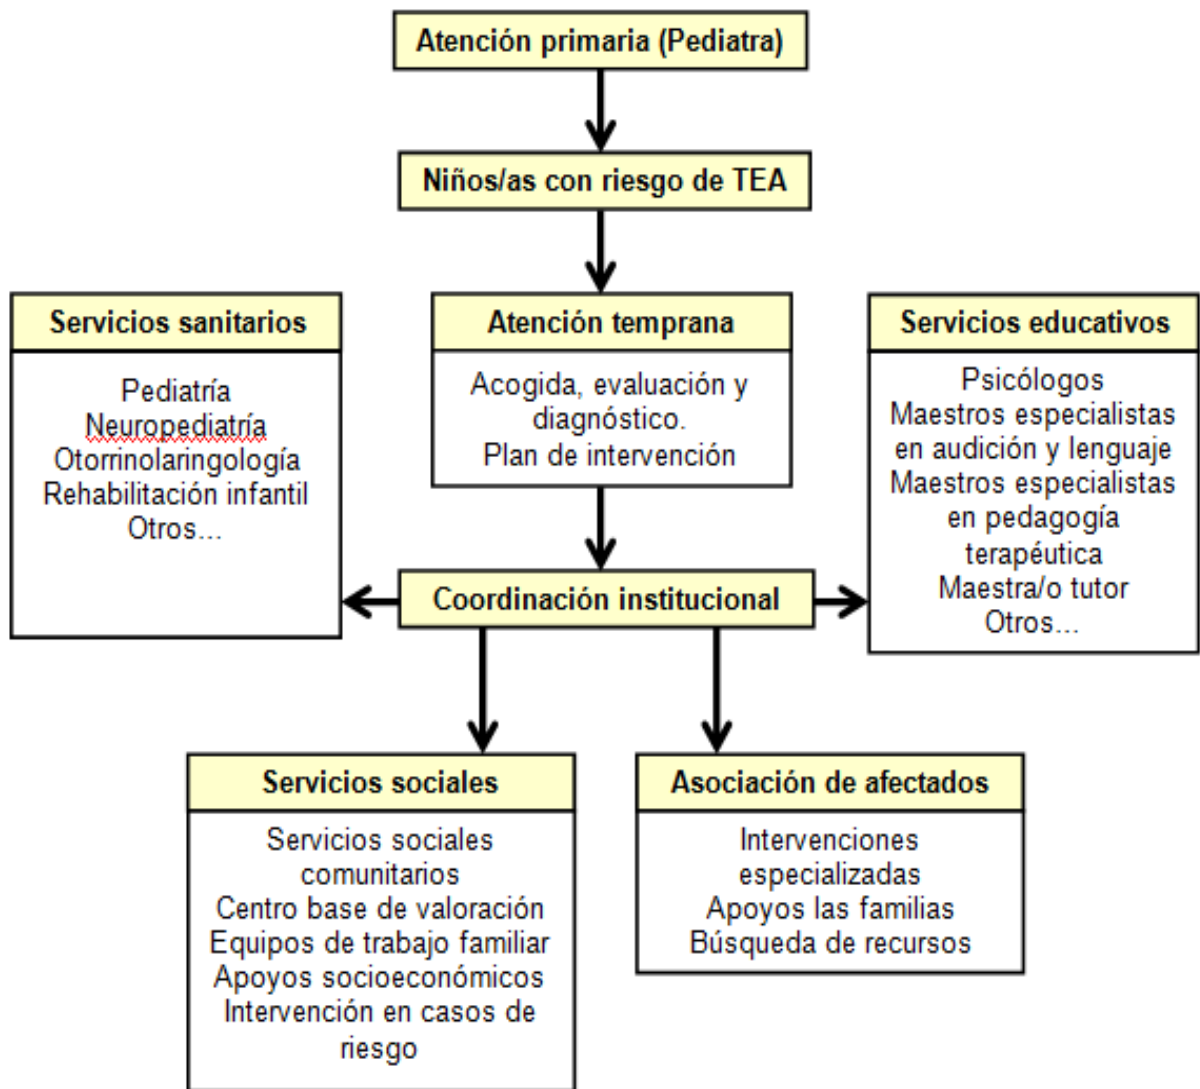 Atención primaria (Pediatra)
Niños/as con riesgo de TEA
Servicios sanitarios
Pediatría
Neuropediatría
Otorrinolaringología
Rehabilitación infantil
Otros...
Atención temprana
Acogida, evaluación y
diagnóstico.
Plan de intervención
Servicios educativos
Psicólogos
Maestros especialistas
en audición y lenguaje
Maestros especialistas
en pedagogía
terapéutica
Maestra/o tutor
Otros...
Coordinación institucional
Servicios sociales
Servicios sociales
comunitarios
Centro base de valoración
Equipos de trabajo familiar
Apoyos socioeconómicos
Intervención en casos de
riesgo
Asociación de afectados
Intervenciones
especializadas
Apoyos las familias
Búsqueda de recursos